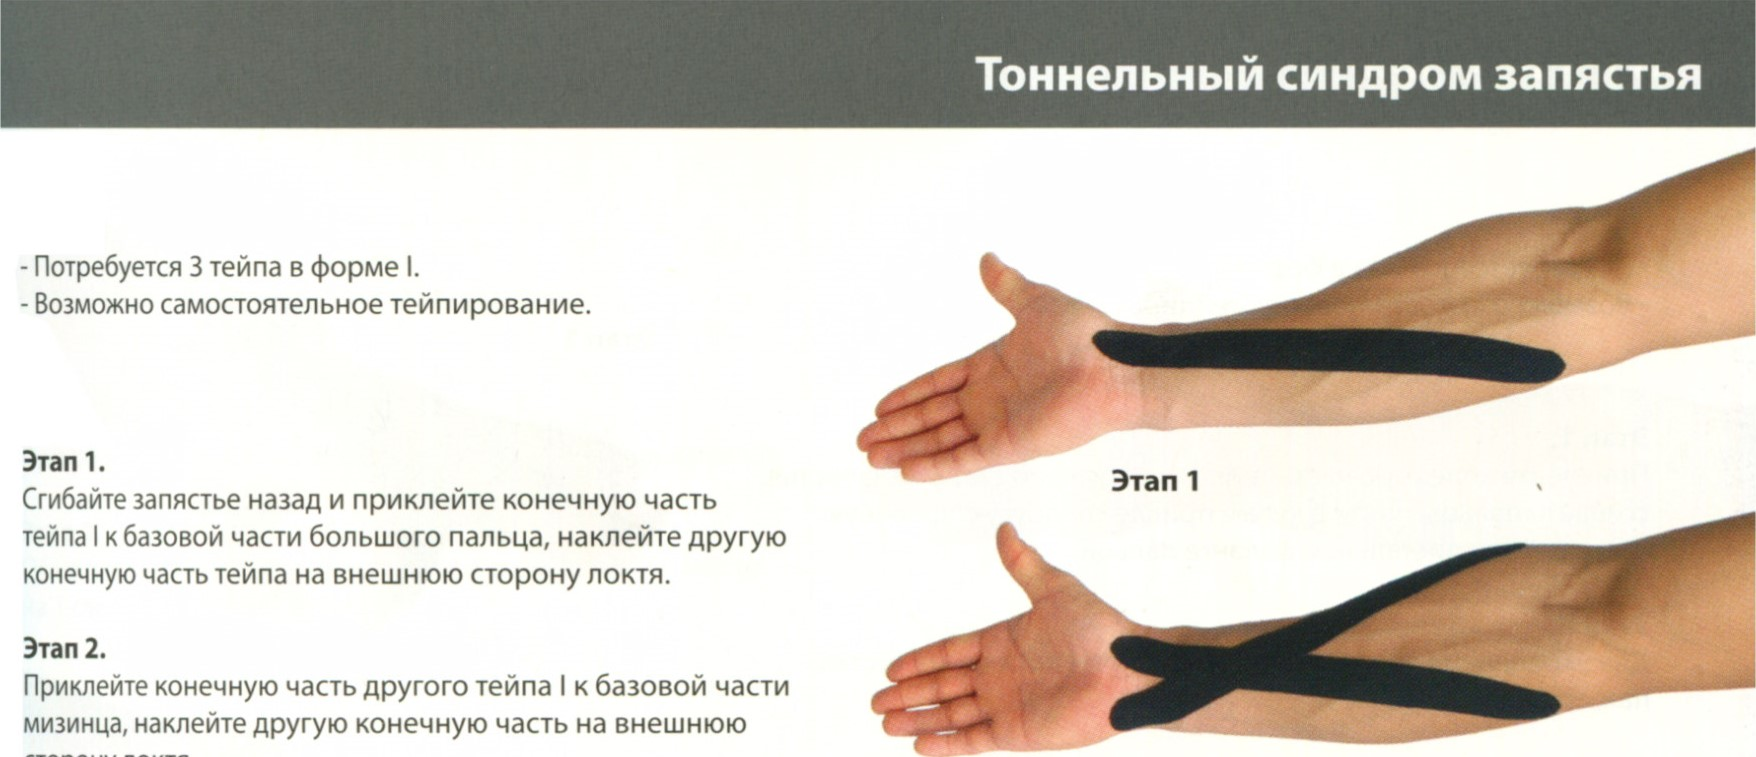 Тоннельный синдром запястья
- Потребуется 3 тейпа в форме I.
- Возможно самостоятельное тейпирование.
Этап 1.
Сгибайте запястье назад и приклейте конечную часть
тейпа I к базовой части большого пальца, наклейте другую
конечную часть тейпа на внешнюю сторону локтя.
Этап 1
Этап 2.
Приклейте конечную часть другого тейпа I к базовой части
мизинца, наклейте другую конечную часть на внешнюю